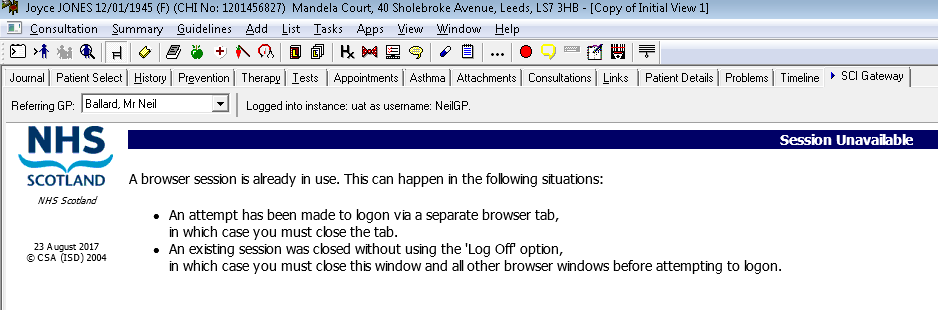 Joyce JONES 12/01/1945 (F) (CHI No: 1201456827) Mandela Court, 40 Sholebroke Avenue, Leeds, LS7 3HB - [Copy of Initial View 1]
Consultation Summary Guidelines Add List Tasks Apps View Window Help
Journal Patient Select History Prevention Therapy Tests Appointments Asthma Attachments Consultations Links Patient Details Problems Timeline SCI Gateway
Referring GP: Ballard, Mr Neil Logged into instance: uat as username: NeilGP.
NHS
SCOTLAND
NHS Scotland
23 August 2017
© CSA (ISD) 2004
Session Unavailable
A browser session is already in use. This can happen in the following situations:
• An attempt has been made to logon via a separate browser tab,
in which case you must close the tab.
• An existing session was closed without using the 'Log Off' option,
in which case you must close this window and all other browser windows before attempting to logon.